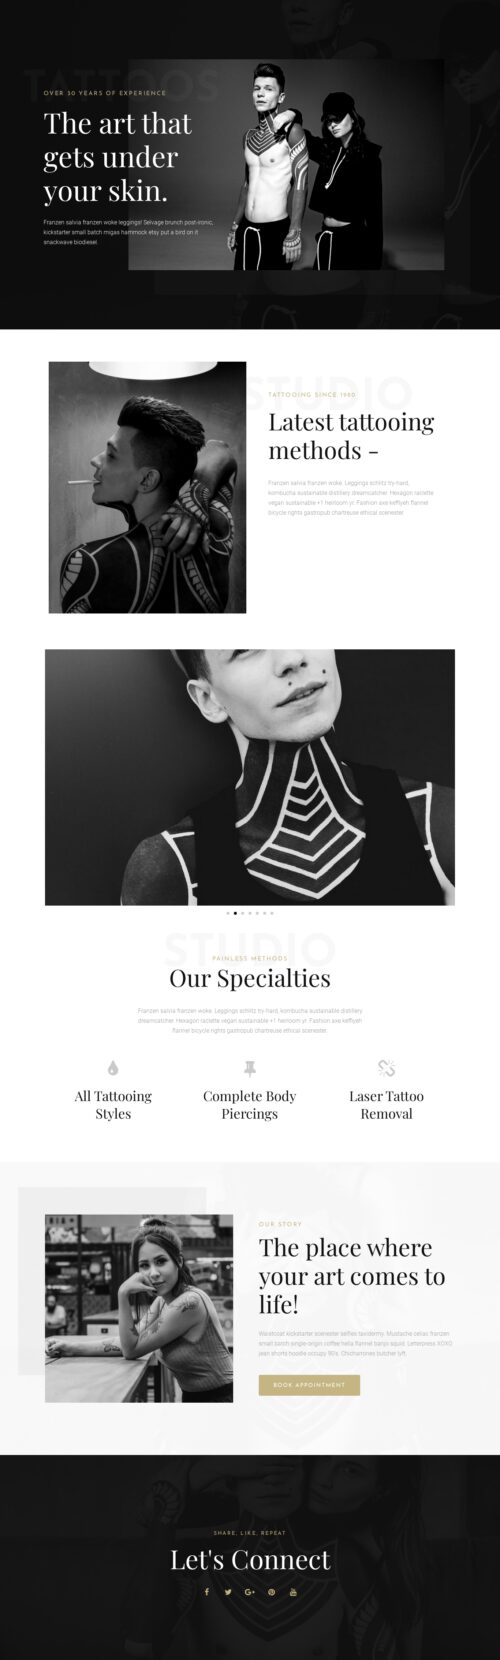 TATTOOS
OVER 30 YEARS OF EXPERIENCE
The art that
gets under
your skin.
Franzen salvia franzen woke leggings! Selvage brunch post-ironic,
kickstarter small batch migas hammock etsy put a bird on it
snackwave biodiesel.
STUDIO
TATTOOING SINCE 1980
Latest tattooing
methods -
Franzen salvia franzen woke. Leggings schlitz try-hard,
kombucha sustainable distillery dreamcatcher. Hexagon raclette
vegan sustainable +1 heirloom yr. Fashion axe keffiyeh flannel
bicycle rights gastropub chartreuse ethical scenester
STUDIO
PAINLESS METHODS
Our Specialties
Franzen salvia franzen woke. Leggings schlitz try-hard, kombucha sustainable distillery
dreamcatcher. Hexagon raclette vegan sustainable +1 heirloom yr. Fashion axe keffiyeh
flannel bicycle rights gastropub chartreuse ethical scenester
All Tattooing
Styles
Complete Body
Piercings
Laser Tattoo
Removal
OUR STORY
The place where
your art comes to
life!
Waistcoat kickstarter scenester selfies taxidermy. Mustache celiac franzen
small batch single-origin coffee hella flannel banjo squid. Letterpress XOXO
jean shorts hoodie occupy 90's. Chicharrones butcher lyft.
BOOK APPOINTMENT
SHARE, LIKE, REPEAT
Let's Connect